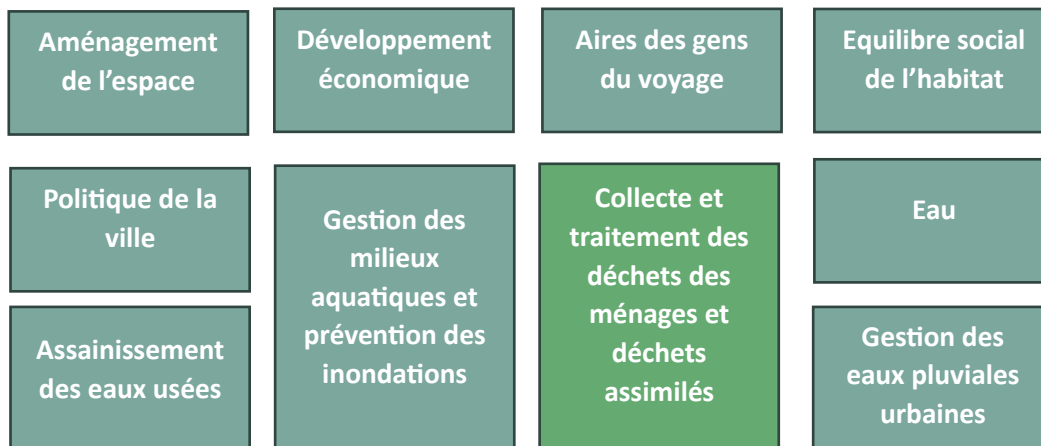 Aménagement
de l’espace
Développement
économique
Aires des gens
du voyage
Equilibre social
de l’habitat
Politique de la
ville
Gestion des
milieux
aquatiques et
prévention des
inondations
Collecte et
traitement des
déchets des
ménages et
déchets
assimilés
Eau
Assainissement
des eaux usées
Gestion des
eaux pluviales
urbaines